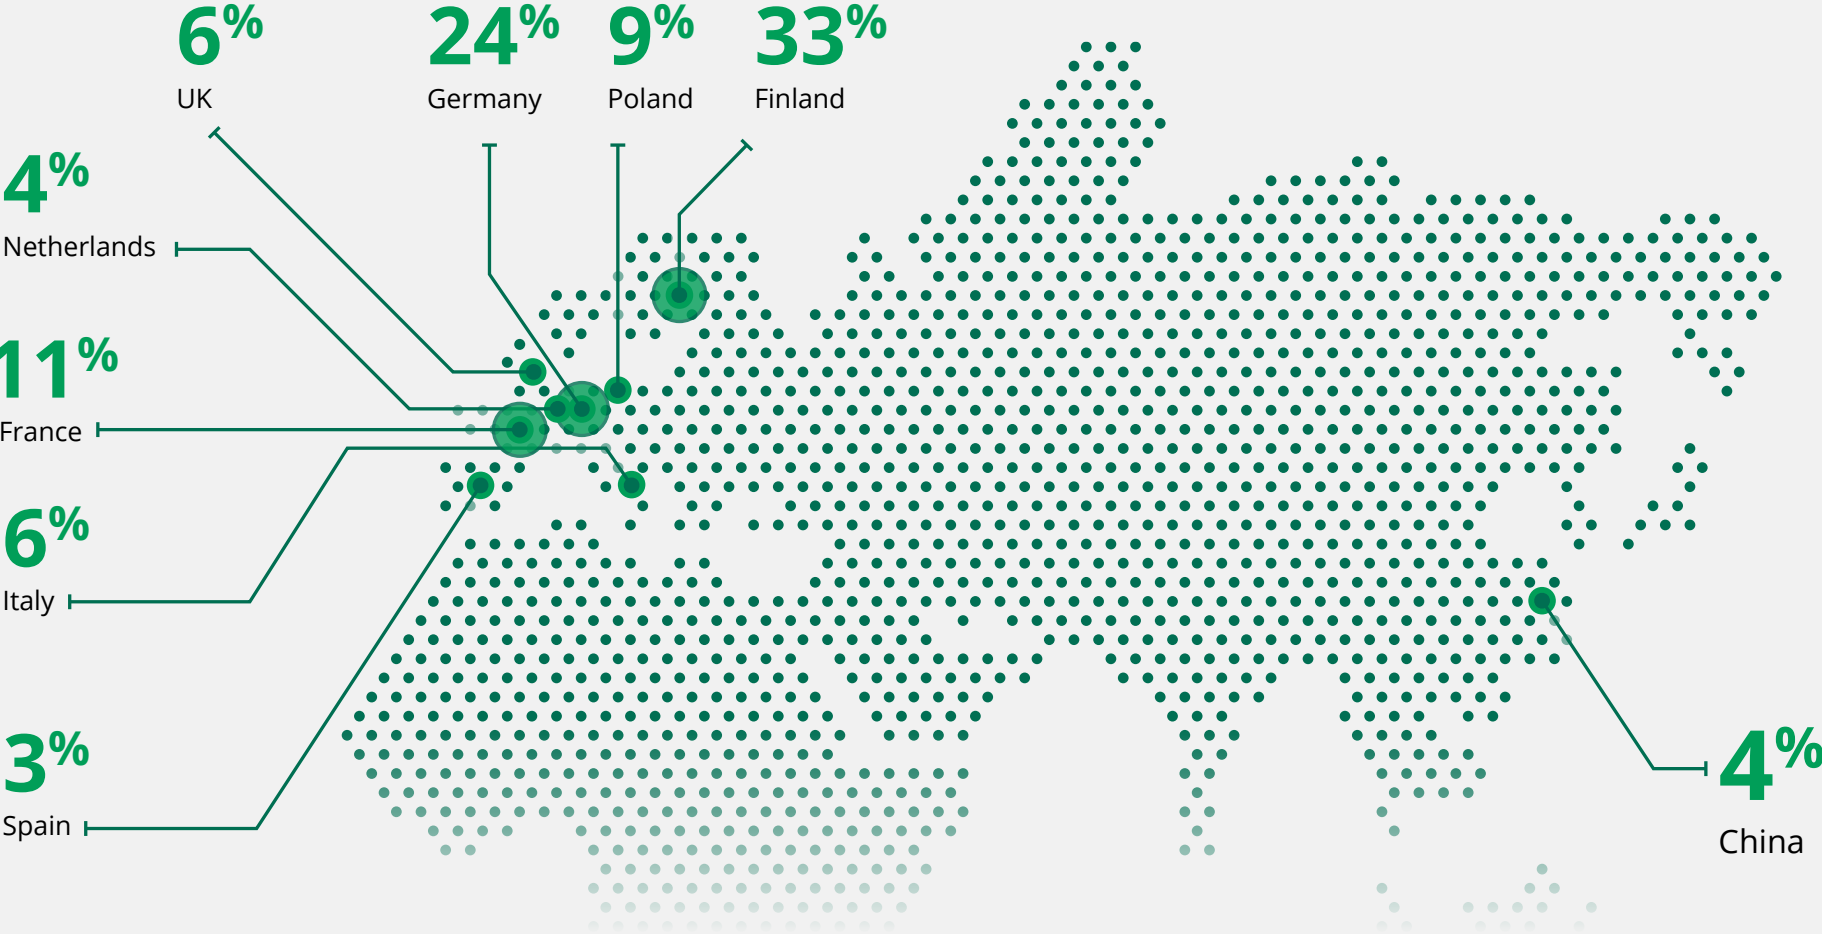 6%
UK
24%
Germany
9%
Poland
33%
Finland
4%
Netherlands
11%
France
6%
Italy
3%
Spain
4%
China